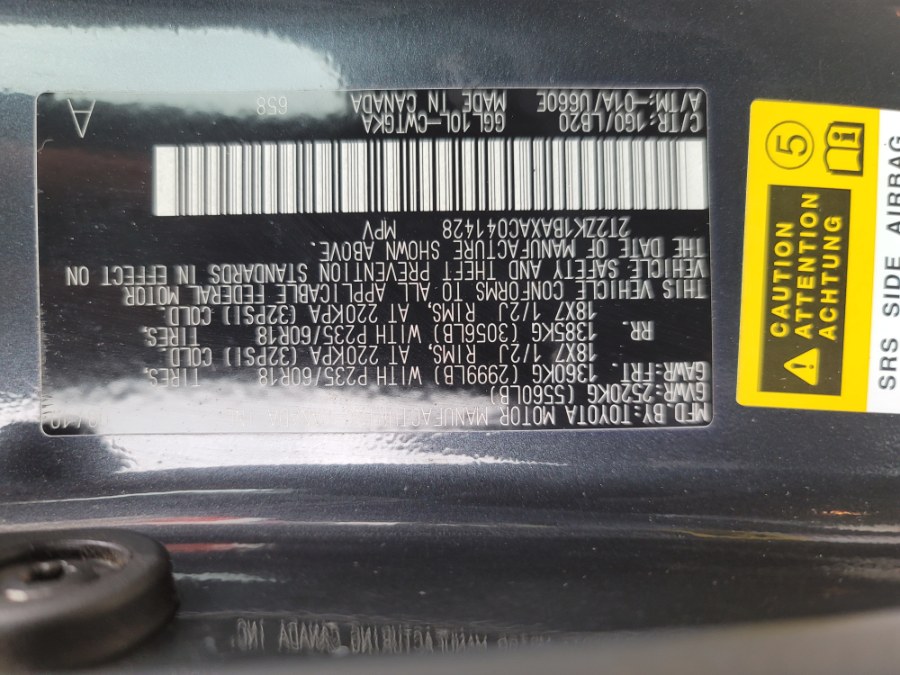 MFD.BY:TOYOTA MOTOR MANUFACTURING
GVWR:2520KG (5560LB)
GAWR:FRT. 1360KG (2999LB) WITH P235/60R18 TIRES,
18X7 1/2J RIMS, AT 220KPA (32PSI) COLD.
RR. 1385KG (3056LB) WITH P235/60R18 TIRES,
18X7 1/2J RIMS, AT 220KPA (32PSI) COLD.
THIS VEHICLE CONFORMS TO ALL APPLICABLE FEDERAL MOTOR
VEHICLE SAFETY AND THEFT PREVENTION STANDARDS IN EFFECT ON
THE DATE OF MANUFACTURE SHOWN ABOVE.
2T2ZK1BAXAC041428 MPV
C/TR:1G0/LB20 GGL10L-CWTGKA
A/TM:-01A/U660E MADE IN CANADA 658 A
5
CAUTION
ATTENTION
ACHTUNG
SRS SIDE AIRBAG
MANUFACTURING CANADA INC.